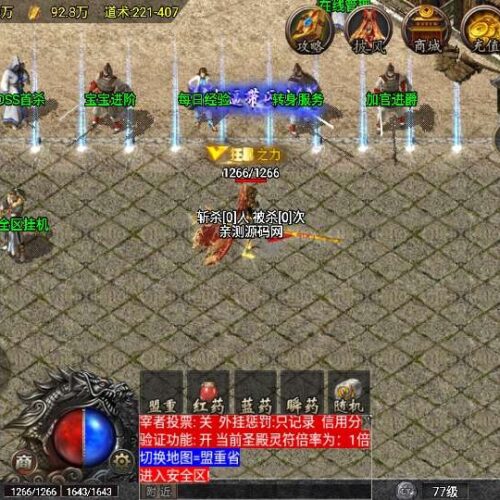 万 92.8万 道术:221-407
在线管理
攻略 披风 商城 充值
OSS首杀 宝宝进阶 每日经验 转身服务 加官进爵
狂暴之力
1266/1266
全区挂机
斩杀[0]人 被杀[0]次
亲测源码网
盟重 红药 蓝药 瞬药 随机
宰者投票: 关 外挂惩罚:只记录 信用分
验证功能: 开 当前圣殿灵符倍率为: 1倍
切换地图=盟重省
进入安全区
商
1266/1266 1643/1643 附近 77级